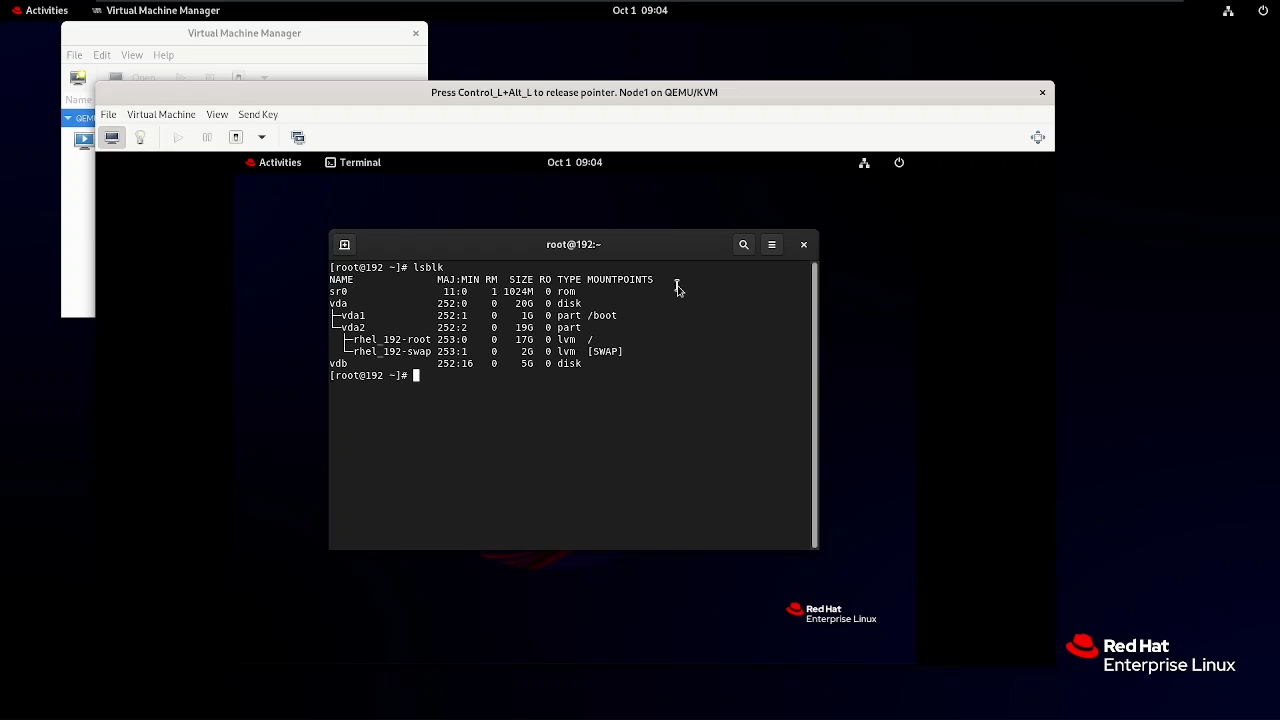 Activities Virtual Machine Manager Oct 1 09:04
Virtual Machine Manager
File Edit View Help
Open
Name
QEMU
Press Control_L+Alt_L to release pointer. Node1 on QEMU/KVM
File Virtual Machine View Send Key
Activities Terminal Oct 1 09:04
root@192:~
[root@192 ~]# lsblk
NAME MAJ:MIN RM SIZE RO TYPE MOUNTPOINTS
sr0 11:0 1 1024M 0 rom
vda 252:0 0 20G 0 disk
├─vda1 252:1 0 1G 0 part /boot
└─vda2 252:2 0 19G 0 part
├─rhel_192-root 253:0 0 17G 0 lvm /
└─rhel_192-swap 253:1 0 2G 0 lvm [SWAP]
vdb 252:16 0 5G 0 disk
[root@192 ~]#
Red Hat
Enterprise Linux
Red Hat
Enterprise Linux